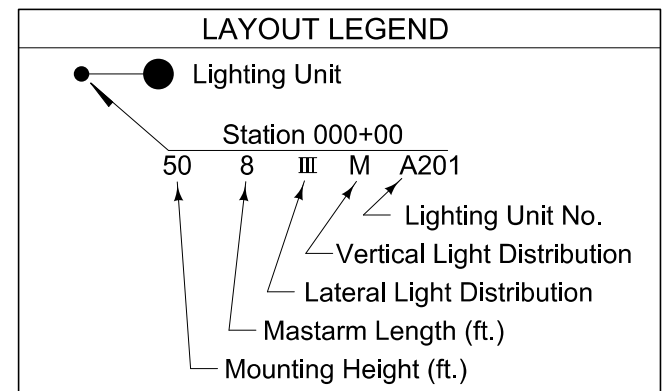 LAYOUT LEGEND
Lighting Unit
Station 000+00
50 8 III M A201
Lighting Unit No.
Vertical Light Distribution
Lateral Light Distribution
Mastarm Length (ft.)
Mounting Height (ft.)